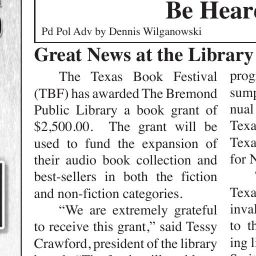 Be Hear
Pd Pol Adv by Dennis Wilganowski
Great News at the Library
The Texas Book Festival
(TBF) has awarded The Bremond
Public Library a book grant of
$2,500.00. The grant will be
used to fund the expansion of
their audio book collection and
best-sellers in both the fiction
and non-fiction categories.
"We are extremely grateful
to receive this grant," said Tessy
Crawford, president of the library
prog
sump
nual
Texa
Texa
for N
Texa
inval
to th
ing li